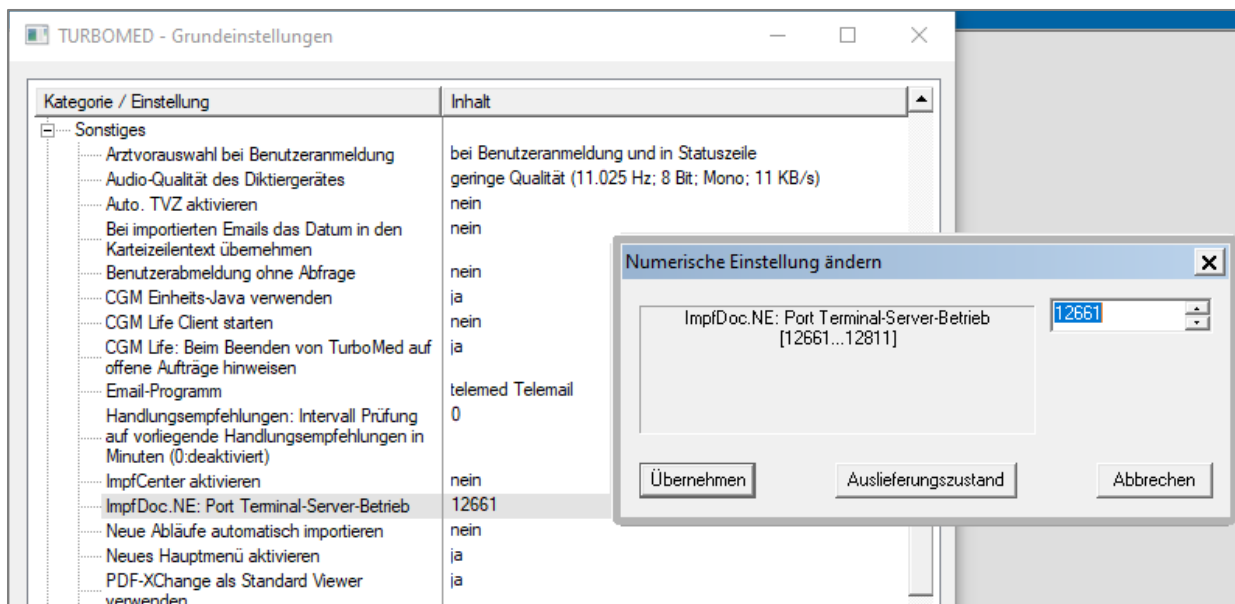 TURBOMED - Grundeinstellungen
Kategorie / Einstellung Inhalt
Sonstiges
Arztvorauswahl bei Benutzeranmeldung bei Benutzeranmeldung und in Statuszeile
Audio-Qualität des Diktiergerätes geringe Qualität (11.025 Hz; 8 Bit; Mono; 11 KB/s)
Auto. TVZ aktivieren nein
Bei importierten Emails das Datum in den nein
Karteizeilentext übernehmen
Benutzerabmeldung ohne Abfrage nein
CGM Einheits-Java verwenden ja
CGM Life Client starten nein
CGM Life: Beim Beenden von TurboMed auf ja
offene Aufträge hinweisen
Email-Programm telemed Telemail
Handlungsempfehlungen: Intervall Prüfung 0
auf vorliegende Handlungsempfehlungen in
Minuten (0:deaktiviert)
ImpfCenter aktivieren nein
ImpfDoc.NE: Port Terminal-Server-Betrieb 12661
Neue Abläufe automatisch importieren nein
Neues Hauptmenü aktivieren ja
PDF-XChange als Standard Viewer ja
verwenden
Numerische Einstellung ändern
ImpfDoc.NE: Port Terminal-Server-Betrieb
[12661...12811]
12661
Übernehmen Auslieferungszustand Abbrechen